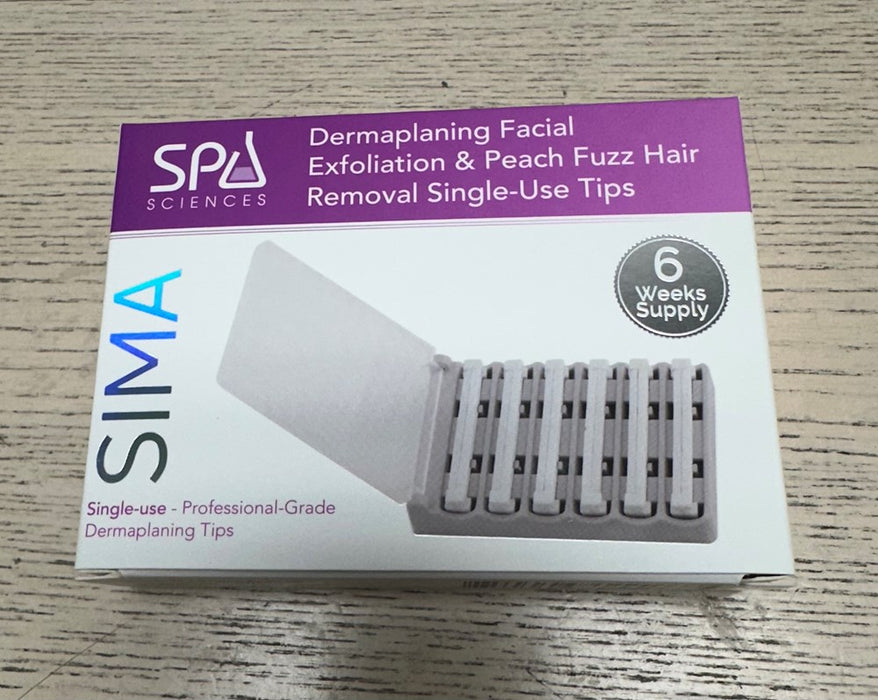 SPA
SCIENCES
Dermaplaning Facial
Exfoliation & Peach Fuzz Hair
Removal Single-Use Tips
6
Weeks
Supply
SIMA
Single-use - Professional-Grade
Dermaplaning Tips